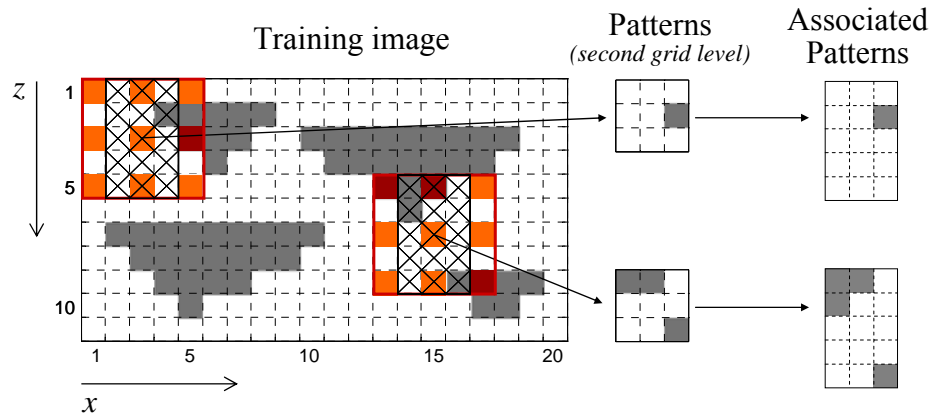 Training image
Patterns
(second grid level)
Associated
Patterns
z
1
5
10
1 5 10 15 20
x